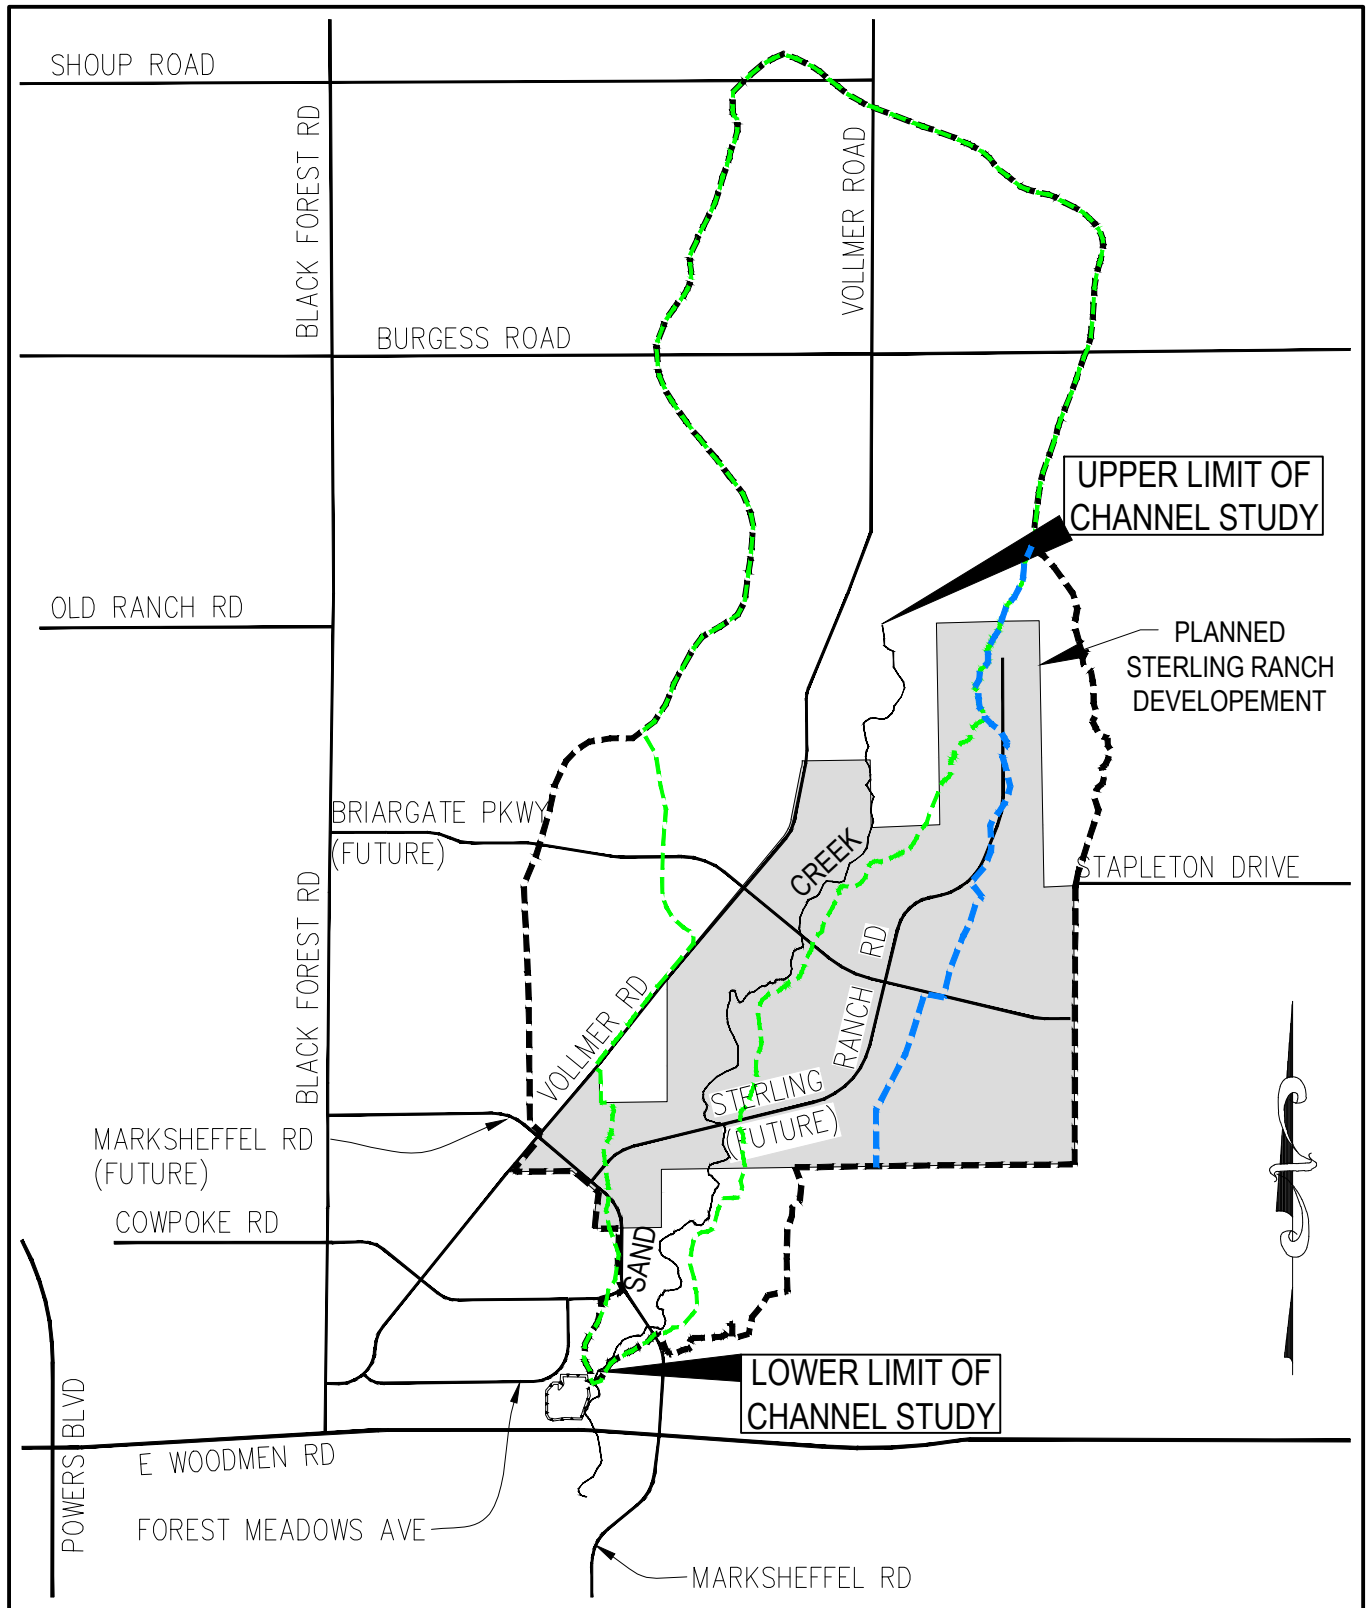 SHOUP ROAD
BLACK FOREST RD
VOLLMER ROAD
BURGESS ROAD
UPPER LIMIT OF
CHANNEL STUDY
OLD RANCH RD
PLANNED
STERLING RANCH
DEVELOPEMENT
BRIARGATE PKWY
(FUTURE)
CREEK
STAPLETON DRIVE
BLACK FOREST RD
RANCH RD
VOLLMER RD
STERLING
(FUTURE)
MARKSHEFFEL RD
(FUTURE)
COWPOKE RD
SAND
LOWER LIMIT OF
CHANNEL STUDY
POWERS BLVD
E WOODMEN RD
FOREST MEADOWS AVE
MARKSHEFFEL RD